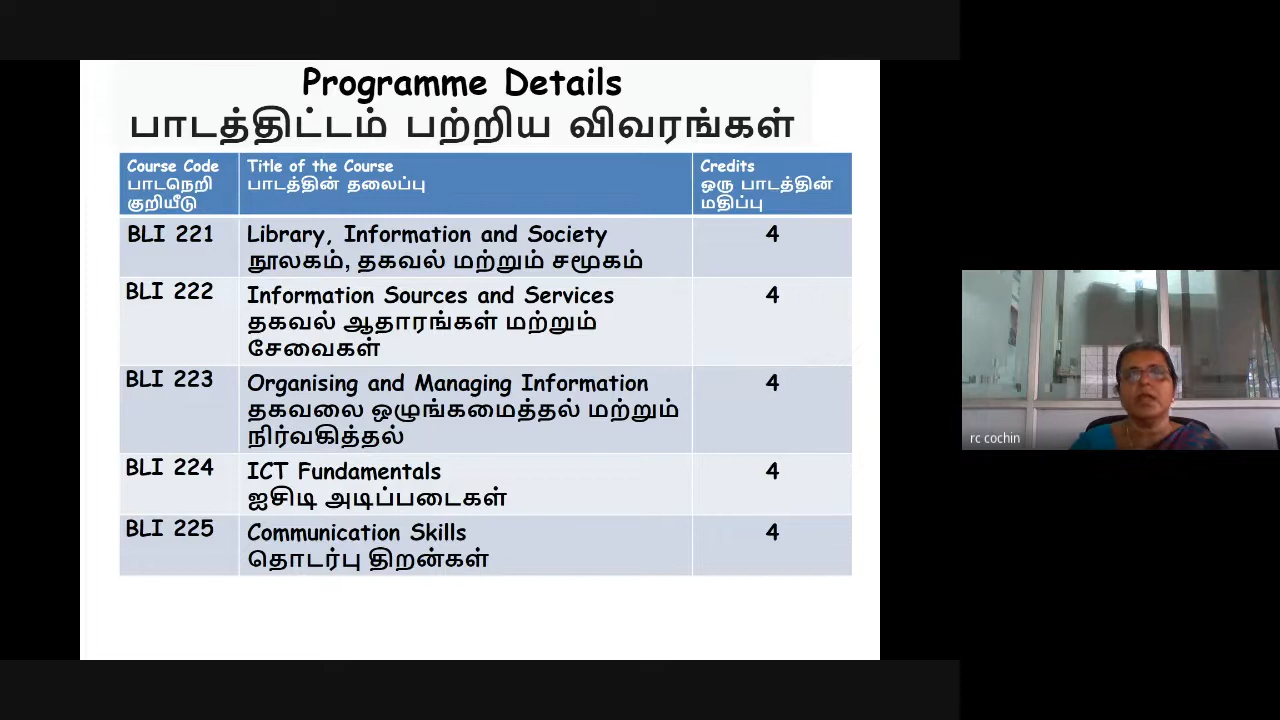 Programme Details
பாடத்திட்டம் பற்றிய விவரங்கள்
Course Code
பாடநெறி
குறியீடு
Title of the Course
பாடத்தின் தலைப்பு
Credits
ஒரு பாடத்தின்
மதிப்பு
BLI 221
Library, Information and Society
நூலகம், தகவல் மற்றும் சமூகம்
4
BLI 222
Information Sources and Services
தகவல் ஆதாரங்கள் மற்றும்
சேவைகள்
4
BLI 223
Organising and Managing Information
தகவலை ஒழுங்கமைத்தல் மற்றும்
நிர்வகித்தல்
4
BLI 224
ICT Fundamentals
ஐசிடி அடிப்படைகள்
4
BLI 225
Communication Skills
தொடர்பு திறன்கள்
4
rc cochin